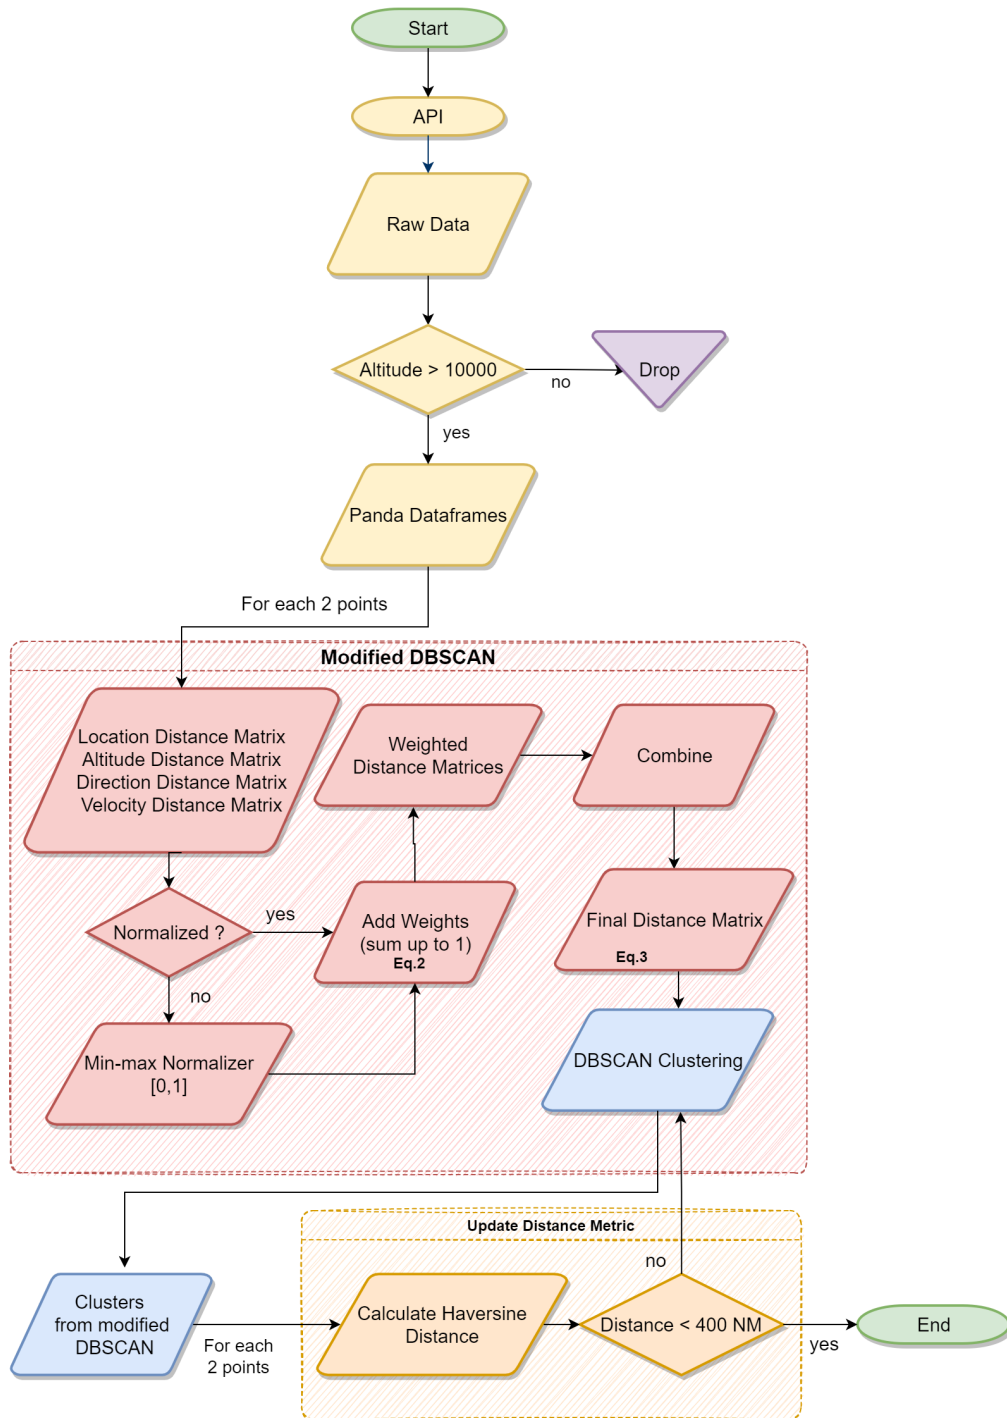 Start
API
Raw Data
Altitude > 10000
no
Drop
yes
Panda Dataframes
For each 2 points
Modified DBSCAN
Location Distance Matrix
Altitude Distance Matrix
Direction Distance Matrix
Velocity Distance Matrix
Weighted
Distance Matrices
Combine
Normalized ?
yes
Add Weights
(sum up to 1)
Eq.2
Final Distance Matrix
Eq.3
no
Min-max Normalizer
[0,1]
DBSCAN Clustering
Update Distance Metric
no
Clusters
from modified
DBSCAN
For each
2 points
Calculate Haversine
Distance
Distance < 400 NM
yes
End